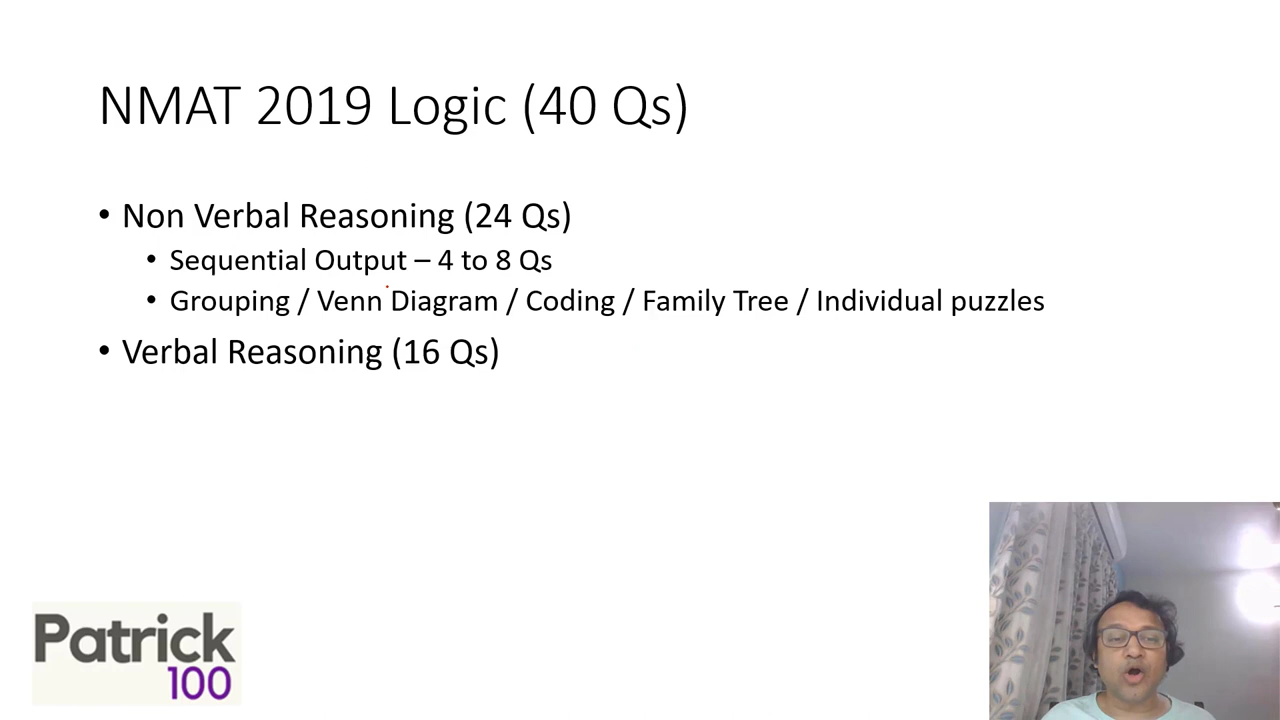 NMAT 2019 Logic (40 Qs)
• Non Verbal Reasoning (24 Qs)
• Sequential Output – 4 to 8 Qs
• Grouping / Venn Diagram / Coding / Family Tree / Individual puzzles
• Verbal Reasoning (16 Qs)
Patrick
100